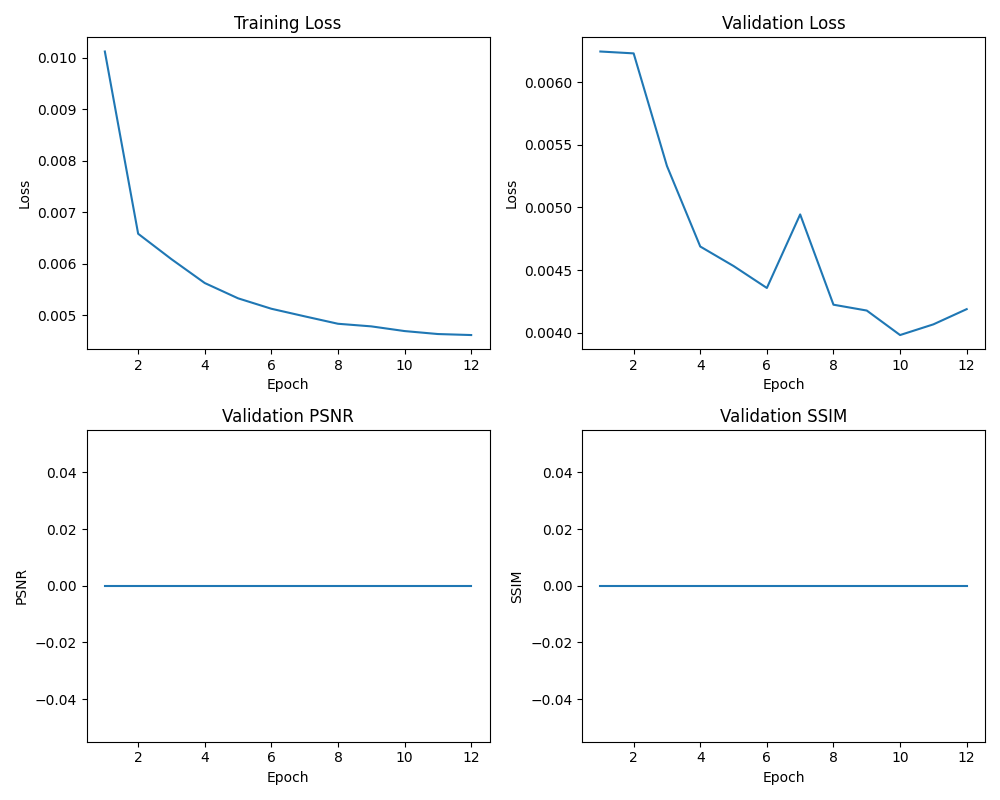 Training Loss
0.010
0.009
0.008
0.007
0.006
0.005
Loss
2 4 6 8 10 12
Epoch
Validation Loss
0.0060
0.0055
0.0050
0.0045
0.0040
Loss
2 4 6 8 10 12
Epoch
Validation PSNR
0.04
0.02
0.00
−0.02
−0.04
PSNR
2 4 6 8 10 12
Epoch
Validation SSIM
0.04
0.02
0.00
−0.02
−0.04
SSIM
2 4 6 8 10 12
Epoch